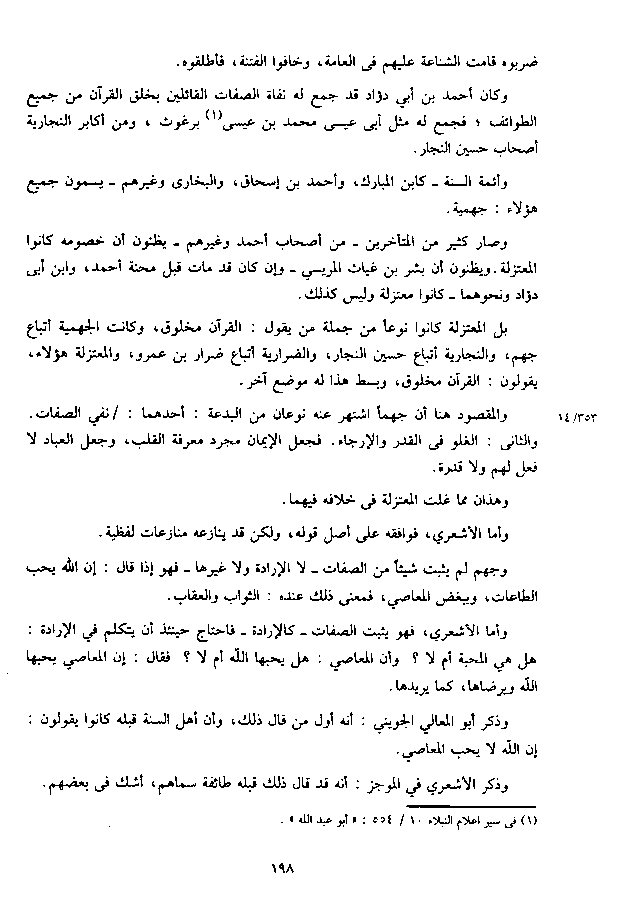 ضربوه قامت الشناعة عليهم فى العامة، وخافوا الفتنة، فأطلقوه.
وكان أحمد بن أبي دؤاد قد جمع له نفاة الصفات القائلين بخلق القرآن من جميع
الطوائف ؛ فجمع له مثل أبى عيسى محمد بن عيسى(١) برغوث ، ومن أكابر النجارية
أصحاب حسين النجار.
وأئمة السنة ـ كابن المبارك، وأحمد بن إسحاق، والبخارى وغيرهم ـ يسمون جميع
هؤلاء : جهمية.
وصار كثير من المتأخرين ـ من أصحاب أحمد وغيرهم ـ يظنون أن خصومه كانوا
المعتزلة. ويظنون أن بشر بن غياث المريسي ـ وإن كان قد مات قبل محنة أحمد، وابن أبى
دؤاد ونحوهما ـ كانوا معتزلة وليس كذلك.
بل المعتزلة كانوا نوعاً من جملة من يقول : القرآن مخلوق، وكانت الجهمية أتباع
جهم، والنجارية أتباع حسين النجار، والضرارية أتباع ضرار بن عمرو، والمعتزلة هؤلاء،
يقولون : القرآن مخلوق، وبسط هذا له موضع آخر.
والمقصود هنا أن جهماً اشتهر عنه نوعان من البدعة : أحدهما : /نفي الصفات. ١٤/٣٥٣
والثانى : الغلو فى القدر والإرجاء. فجعل الإيمان مجرد معرفة القلب، وجعل العباد لا
فعل لهم ولا قدرة.
وهذان مما غلت المعتزلة فى خلافه فيهما.
وأما الأشعري، فوافقه على أصل قوله، ولكن قد ينازعه منازعات لفظية.
وجهم لم يثبت شيئاً من الصفات ـ لا الإرادة ولا غيرها ـ فهو إذا قال : إن الله يحب
الطاعات، ويبغض المعاصي، فمعنى ذلك عنده : الثواب والعقاب.
وأما الأشعري، فهو يثبت الصفات ـ كالإرادة ـ فاحتاج حينئذ أن يتكلم في الإرادة :
هل هي المحبة أم لا ؟ وأن المعاصي : هل يحبها الله أم لا ؟ فقال : إن المعاصي يحبها
الله ويرضاها، كما يريدها.
وذكر أبو المعالي الجويني : أنه أول من قال ذلك، وأن أهل السنة قبله كانوا يقولون :
إن الله لا يحب المعاصي.
وذكر الأشعري في الموجز : أنه قد قال ذلك قبله طائفة سماهم، أشك فى بعضهم.
(١) فى سير اعلام النبلاء ١٠ / ٥٥٤ : « أبو عبد الله » .
١٩٨